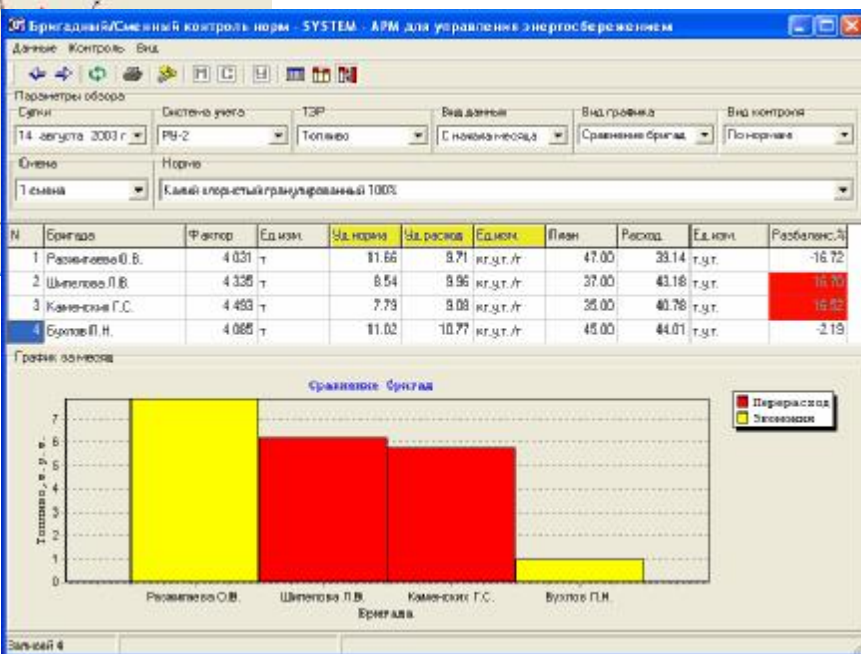 Бригадный/Сменный контроль норм - SYSTEM - АРМ для управления энергосбережением
Данные Контроль Вид
М С У
Параметры обзора
Сутки Система учета ТЭР Вид данных Вид графика Вид контроля
14 августа 2003 г РУ-2 Топливо С начала месяца Сравнение бригад По нормам
Смена Норма
1 смена Калий хлористый гранулированный 100%
N Бригада Фактор Ед.изм. Уд. норма Уд. расход Ед.изм. План Расход Ед.изм. Разбаланс,%
1 О.В. 4 031 т 11.66 9.71 кг.у.т./т 47.00 39.14 т.у.т. -16.72
2 Шипелова Л.В. 4 335 т 8.54 9.96 кг.у.т./т 37.00 43.18 т.у.т. 16.70
3 Каменских Г.С. 4 493 т 7.79 9.08 кг.у.т./т 35.00 40.78 т.у.т. 16.52
4 Бухлов П.Н. 4 085 т 11.02 10.77 кг.у.т./т 45.00 44.01 т.у.т. -2.19
График за месяц
Сравнение бригад
Перерасход
Экономия
Топливо, т.у.т.
7
6
5
4
3
2
1
0
О.В. Шипелова Л.В. Каменских Г.С. Бухлов П.Н.
Бригада
Записей 4